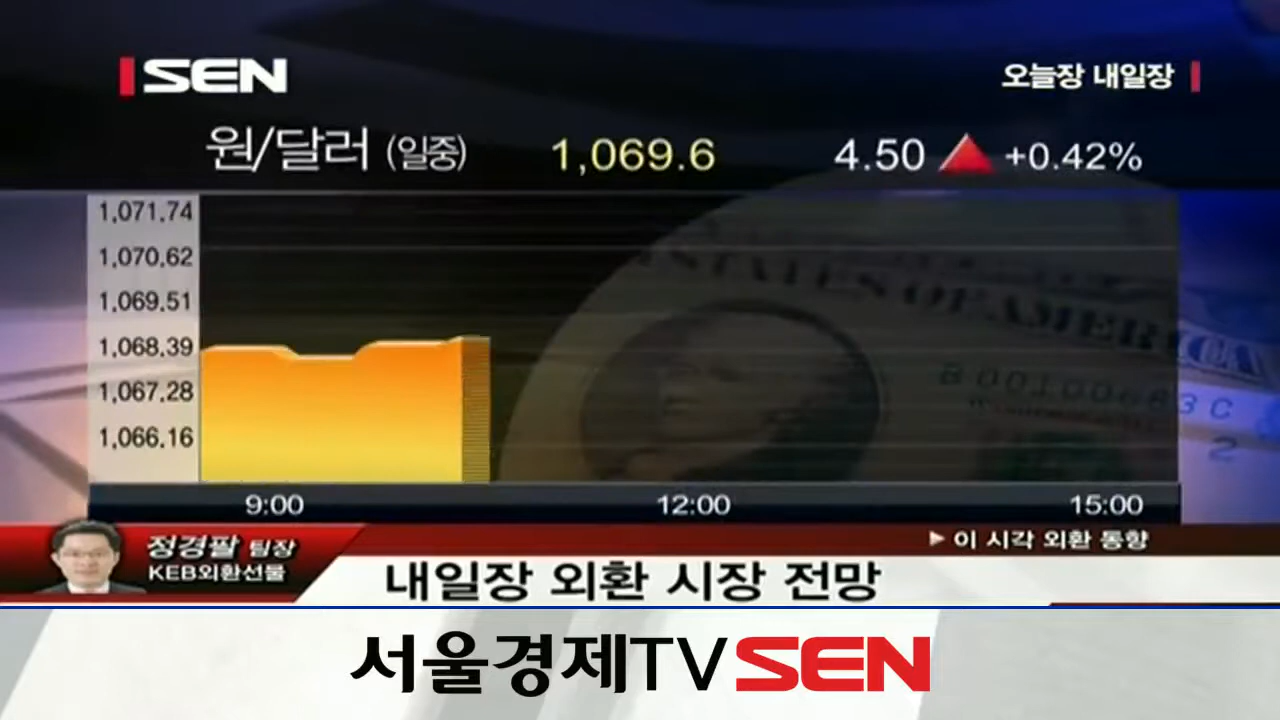 SEN
오늘장 내일장
원/달러 (일중) 1,069.6 4.50 ▲ +0.42%
1,071.74
1,070.62
1,069.51
1,068.39
1,067.28
1,066.16
STATES OF AMERICA
9:00 12:00 15:00
정경팔 팀장
KEB외환선물
▶ 이 시각 외환 동향
내일장 외환 시장 전망
서울경제TV SEN